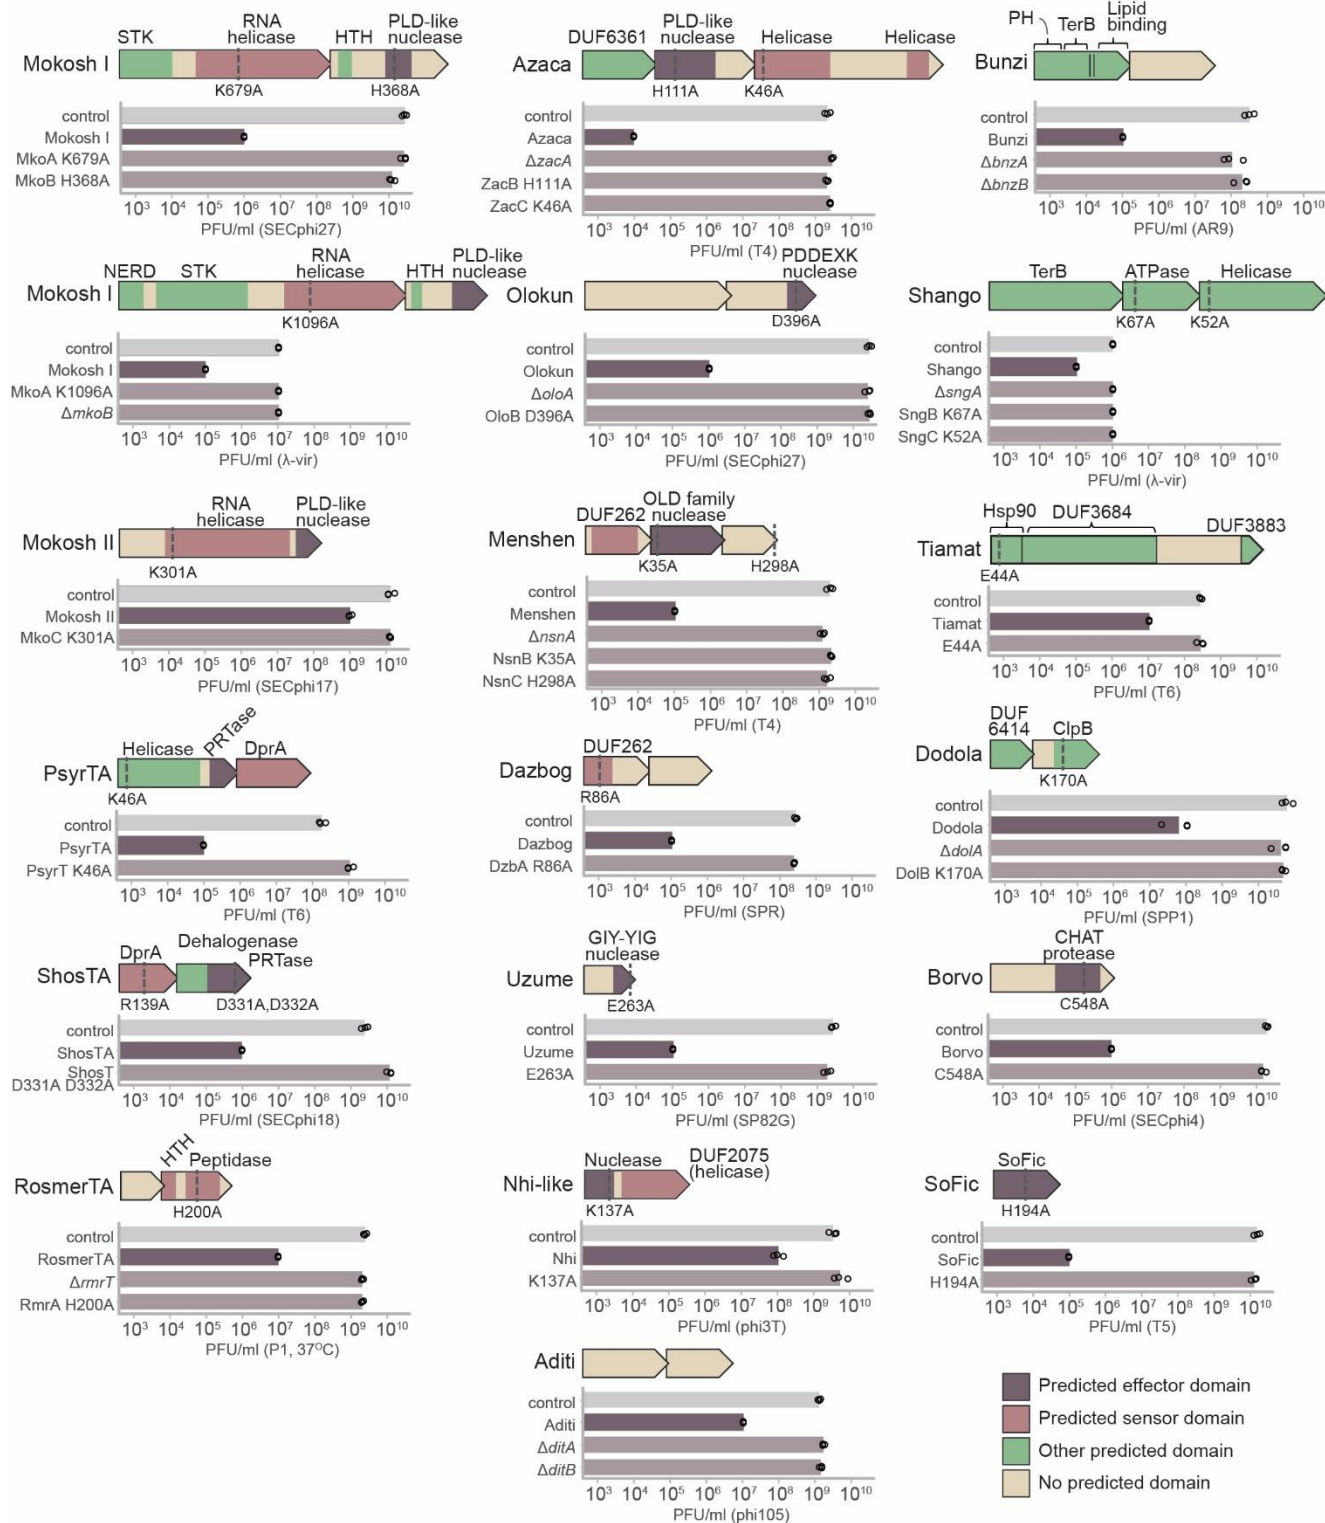 STK
RNA
helicase
HTH
PLD-like
nuclease
Mokosh I
K679A
H368A
control
Mokosh I
MkoA K679A
MkoB H368A
10³ 10⁴ 10⁵ 10⁶ 10⁷ 10⁸ 10⁹ 10¹⁰
PFU/ml (SECphi27)
DUF6361
PLD-like
nuclease
Helicase
Helicase
Azaca
H111A
K46A
control
Azaca
ΔzacA
ZacB H111A
ZacC K46A
10³ 10⁴ 10⁵ 10⁶ 10⁷ 10⁸ 10⁹ 10¹⁰
PFU/ml (T4)
PH
TerB
Lipid
binding
Bunzi
control
Bunzi
ΔbnzA
ΔbnzB
10³ 10⁴ 10⁵ 10⁶ 10⁷ 10⁸ 10⁹ 10¹⁰
PFU/ml (AR9)
NERD
STK
RNA
helicase
HTH
PLD-like
nuclease
Mokosh I
K1096A
control
Mokosh I
MkoA K1096A
ΔmkoB
10³ 10⁴ 10⁵ 10⁶ 10⁷ 10⁸ 10⁹ 10¹⁰
PFU/ml (λ-vir)
PDDEXK
nuclease
Olokun
D396A
control
Olokun
ΔoloA
OloB D396A
10³ 10⁴ 10⁵ 10⁶ 10⁷ 10⁸ 10⁹ 10¹⁰
PFU/ml (SECphi27)
TerB
ATPase
Helicase
Shango
K67A
K52A
control
Shango
ΔsngA
SngB K67A
SngC K52A
10³ 10⁴ 10⁵ 10⁶ 10⁷ 10⁸ 10⁹ 10¹⁰
PFU/ml (λ-vir)
RNA
helicase
PLD-like
nuclease
Mokosh II
K301A
control
Mokosh II
MkoC K301A
10³ 10⁴ 10⁵ 10⁶ 10⁷ 10⁸ 10⁹ 10¹⁰
PFU/ml (SECphi17)
DUF262
OLD family
nuclease
Menshen
K35A
H298A
control
Menshen
ΔnsnA
NsnB K35A
NsnC H298A
10³ 10⁴ 10⁵ 10⁶ 10⁷ 10⁸ 10⁹ 10¹⁰
PFU/ml (T4)
Hsp90
DUF3684
DUF3883
Tiamat
E44A
control
Tiamat
E44A
10³ 10⁴ 10⁵ 10⁶ 10⁷ 10⁸ 10⁹ 10¹⁰
PFU/ml (T6)
Helicase
PRTase
DprA
PsyrTA
K46A
control
PsyrTA
PsyrT K46A
10³ 10⁴ 10⁵ 10⁶ 10⁷ 10⁸ 10⁹ 10¹⁰
PFU/ml (T6)
DUF262
Dazbog
R86A
control
Dazbog
DzbA R86A
10³ 10⁴ 10⁵ 10⁶ 10⁷ 10⁸ 10⁹ 10¹⁰
PFU/ml (SPR)
DUF
6414
ClpB
Dodola
K170A
control
Dodola
ΔdolA
DolB K170A
10³ 10⁴ 10⁵ 10⁶ 10⁷ 10⁸ 10⁹ 10¹⁰
PFU/ml (SPP1)
DprA
Dehalogenase
PRTase
ShosTA
R139A
D331A,D332A
control
ShosTA
ShosT
D331A D332A
10³ 10⁴ 10⁵ 10⁶ 10⁷ 10⁸ 10⁹ 10¹⁰
PFU/ml (SECphi18)
GIY-YIG
nuclease
Uzume
E263A
control
Uzume
E263A
10³ 10⁴ 10⁵ 10⁶ 10⁷ 10⁸ 10⁹ 10¹⁰
PFU/ml (SP82G)
CHAT
protease
Borvo
C548A
control
Borvo
C548A
10³ 10⁴ 10⁵ 10⁶ 10⁷ 10⁸ 10⁹ 10¹⁰
PFU/ml (SECphi4)
HTH
Peptidase
RosmerTA
H200A
control
RosmerTA
ΔrmrT
RmrA H200A
10³ 10⁴ 10⁵ 10⁶ 10⁷ 10⁸ 10⁹ 10¹⁰
PFU/ml (P1, 37⁰C)
Nuclease
DUF2075
(helicase)
Nhi-like
K137A
control
Nhi
K137A
10³ 10⁴ 10⁵ 10⁶ 10⁷ 10⁸ 10⁹ 10¹⁰
PFU/ml (phi3T)
SoFic
SoFic
H194A
control
SoFic
H194A
10³ 10⁴ 10⁵ 10⁶ 10⁷ 10⁸ 10⁹ 10¹⁰
PFU/ml (T5)
Aditi
control
Aditi
ΔditA
ΔditB
10³ 10⁴ 10⁵ 10⁶ 10⁷ 10⁸ 10⁹ 10¹⁰
PFU/ml (phi105)
Predicted effector domain
Predicted sensor domain
Other predicted domain
No predicted domain